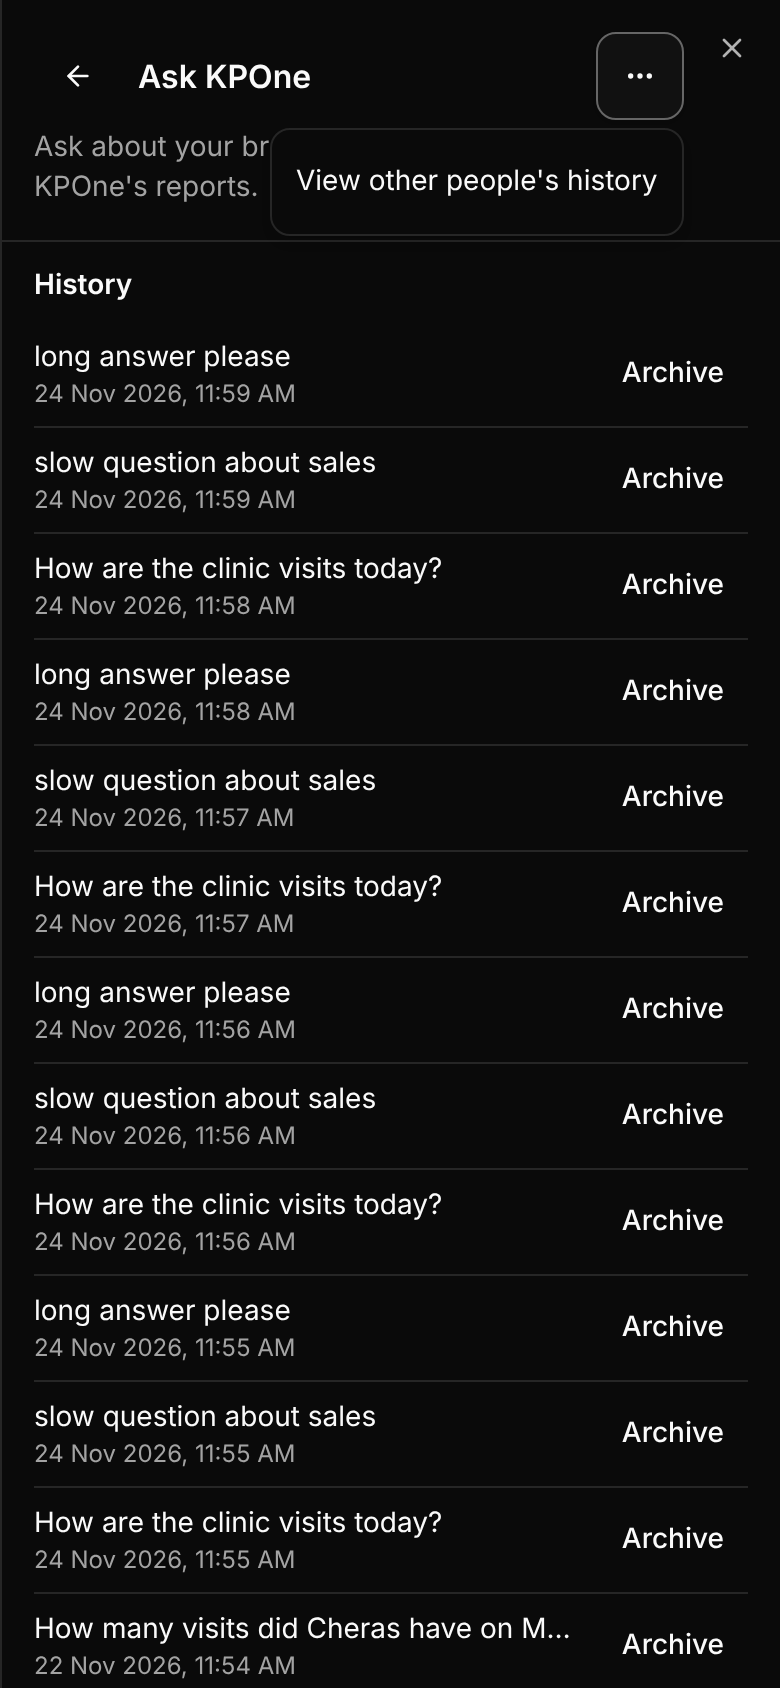 Ask KPOne
Ask about your br
KPOne's reports.
View other people's history
History
long answer please
24 Nov 2026, 11:59 AM
Archive
slow question about sales
24 Nov 2026, 11:59 AM
Archive
How are the clinic visits today?
24 Nov 2026, 11:58 AM
Archive
long answer please
24 Nov 2026, 11:58 AM
Archive
slow question about sales
24 Nov 2026, 11:57 AM
Archive
How are the clinic visits today?
24 Nov 2026, 11:57 AM
Archive
long answer please
24 Nov 2026, 11:56 AM
Archive
slow question about sales
24 Nov 2026, 11:56 AM
Archive
How are the clinic visits today?
24 Nov 2026, 11:56 AM
Archive
long answer please
24 Nov 2026, 11:55 AM
Archive
slow question about sales
24 Nov 2026, 11:55 AM
Archive
How are the clinic visits today?
24 Nov 2026, 11:55 AM
Archive
How many visits did Cheras have on M...
22 Nov 2026, 11:54 AM
Archive